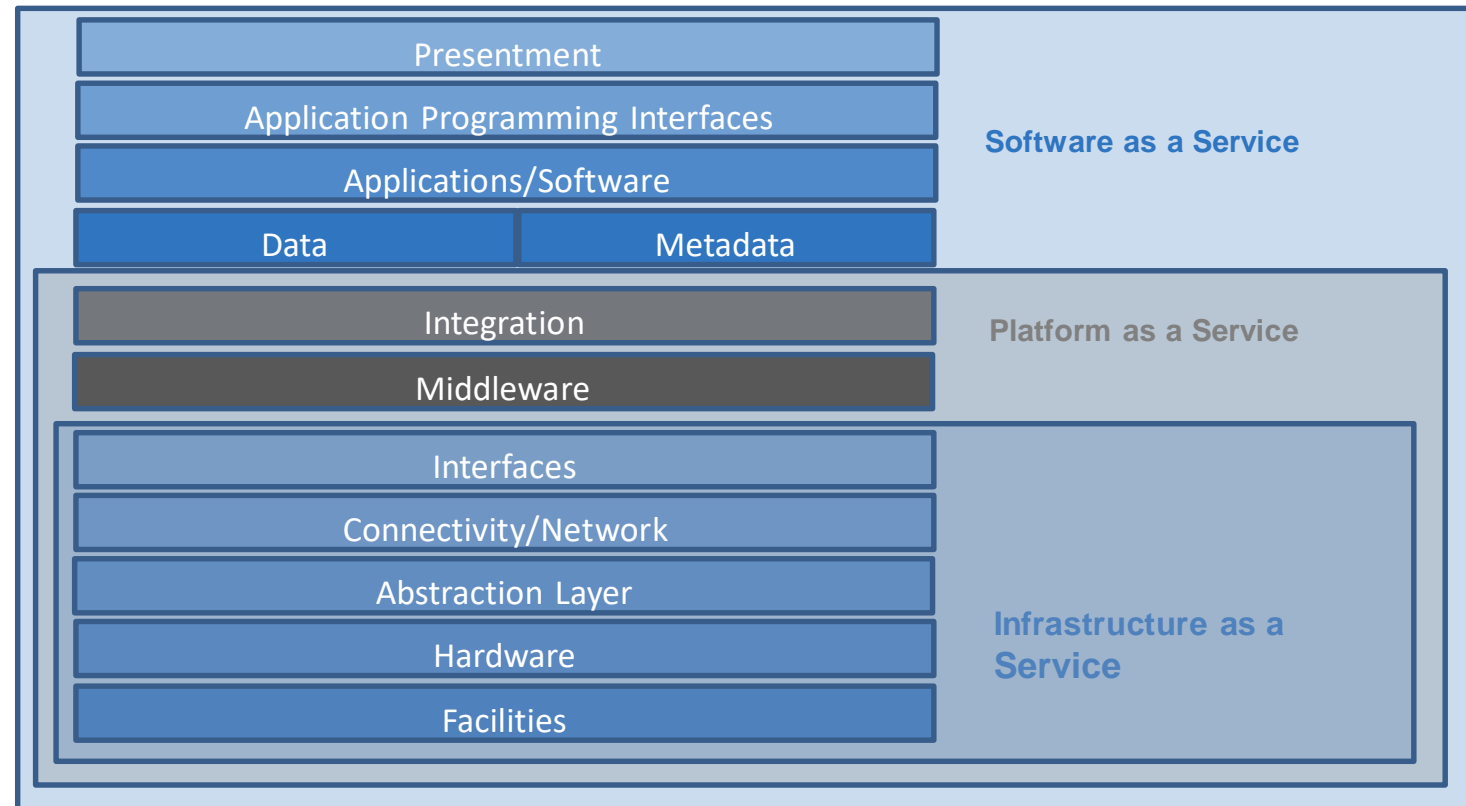 Presentment
Application Programming Interfaces
Applications/Software
Software as a Service
Data
Metadata
Integration
Platform as a Service
Middleware
Interfaces
Connectivity/Network
Abstraction Layer
Hardware
Infrastructure as a
Service
Facilities